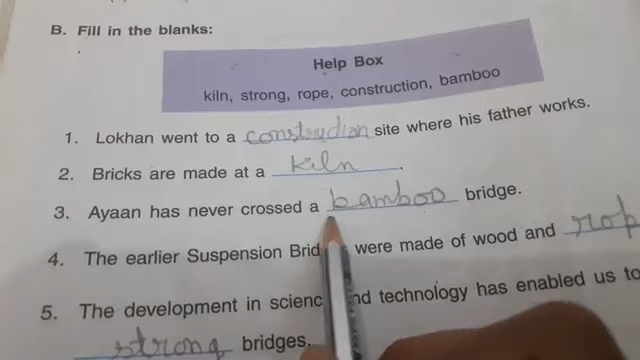 B. Fill in the blanks:
Help Box
kiln, strong, rope, construction, bamboo
1. Lokhan went to a construction site where his father works.
2. Bricks are made at a kiln.
3. Ayaan has never crossed a bamboo bridge.
4. The earlier Suspension Brid were made of wood and rop
5. The development in scienc nd technology has enabled us to
strong bridges.